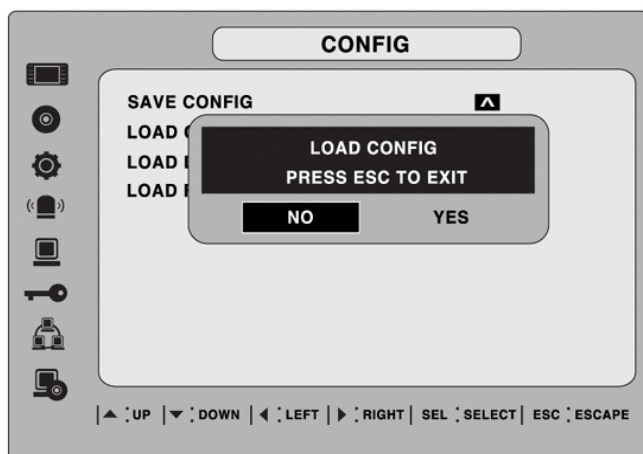 CONFIG
SAVE CONFIG
LOAD
LOAD
LOAD
LOAD CONFIG
PRESS ESC TO EXIT
NO YES
UP DOWN LEFT RIGHT SEL : SELECT ESC : ESCAPE